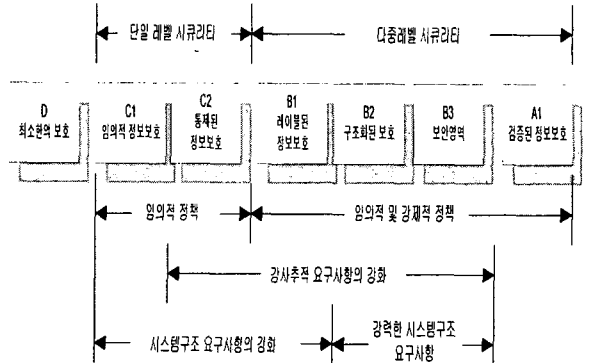 단일 레벨 시큐리티
다중레벨 시큐리티
D
최소한의 보호
C1
임의적 정보보호
C2
통제된
정보보호
B1
레이블된
정보보호
B2
구조화된 보호
B3
보안영역
A1
검증된 정보보호
임의적 정책
임의적 및 강제적 정책
감사추적 요구사항의 강화
시스템구조 요구사항의 강화
강력한 시스템구조
요구사항